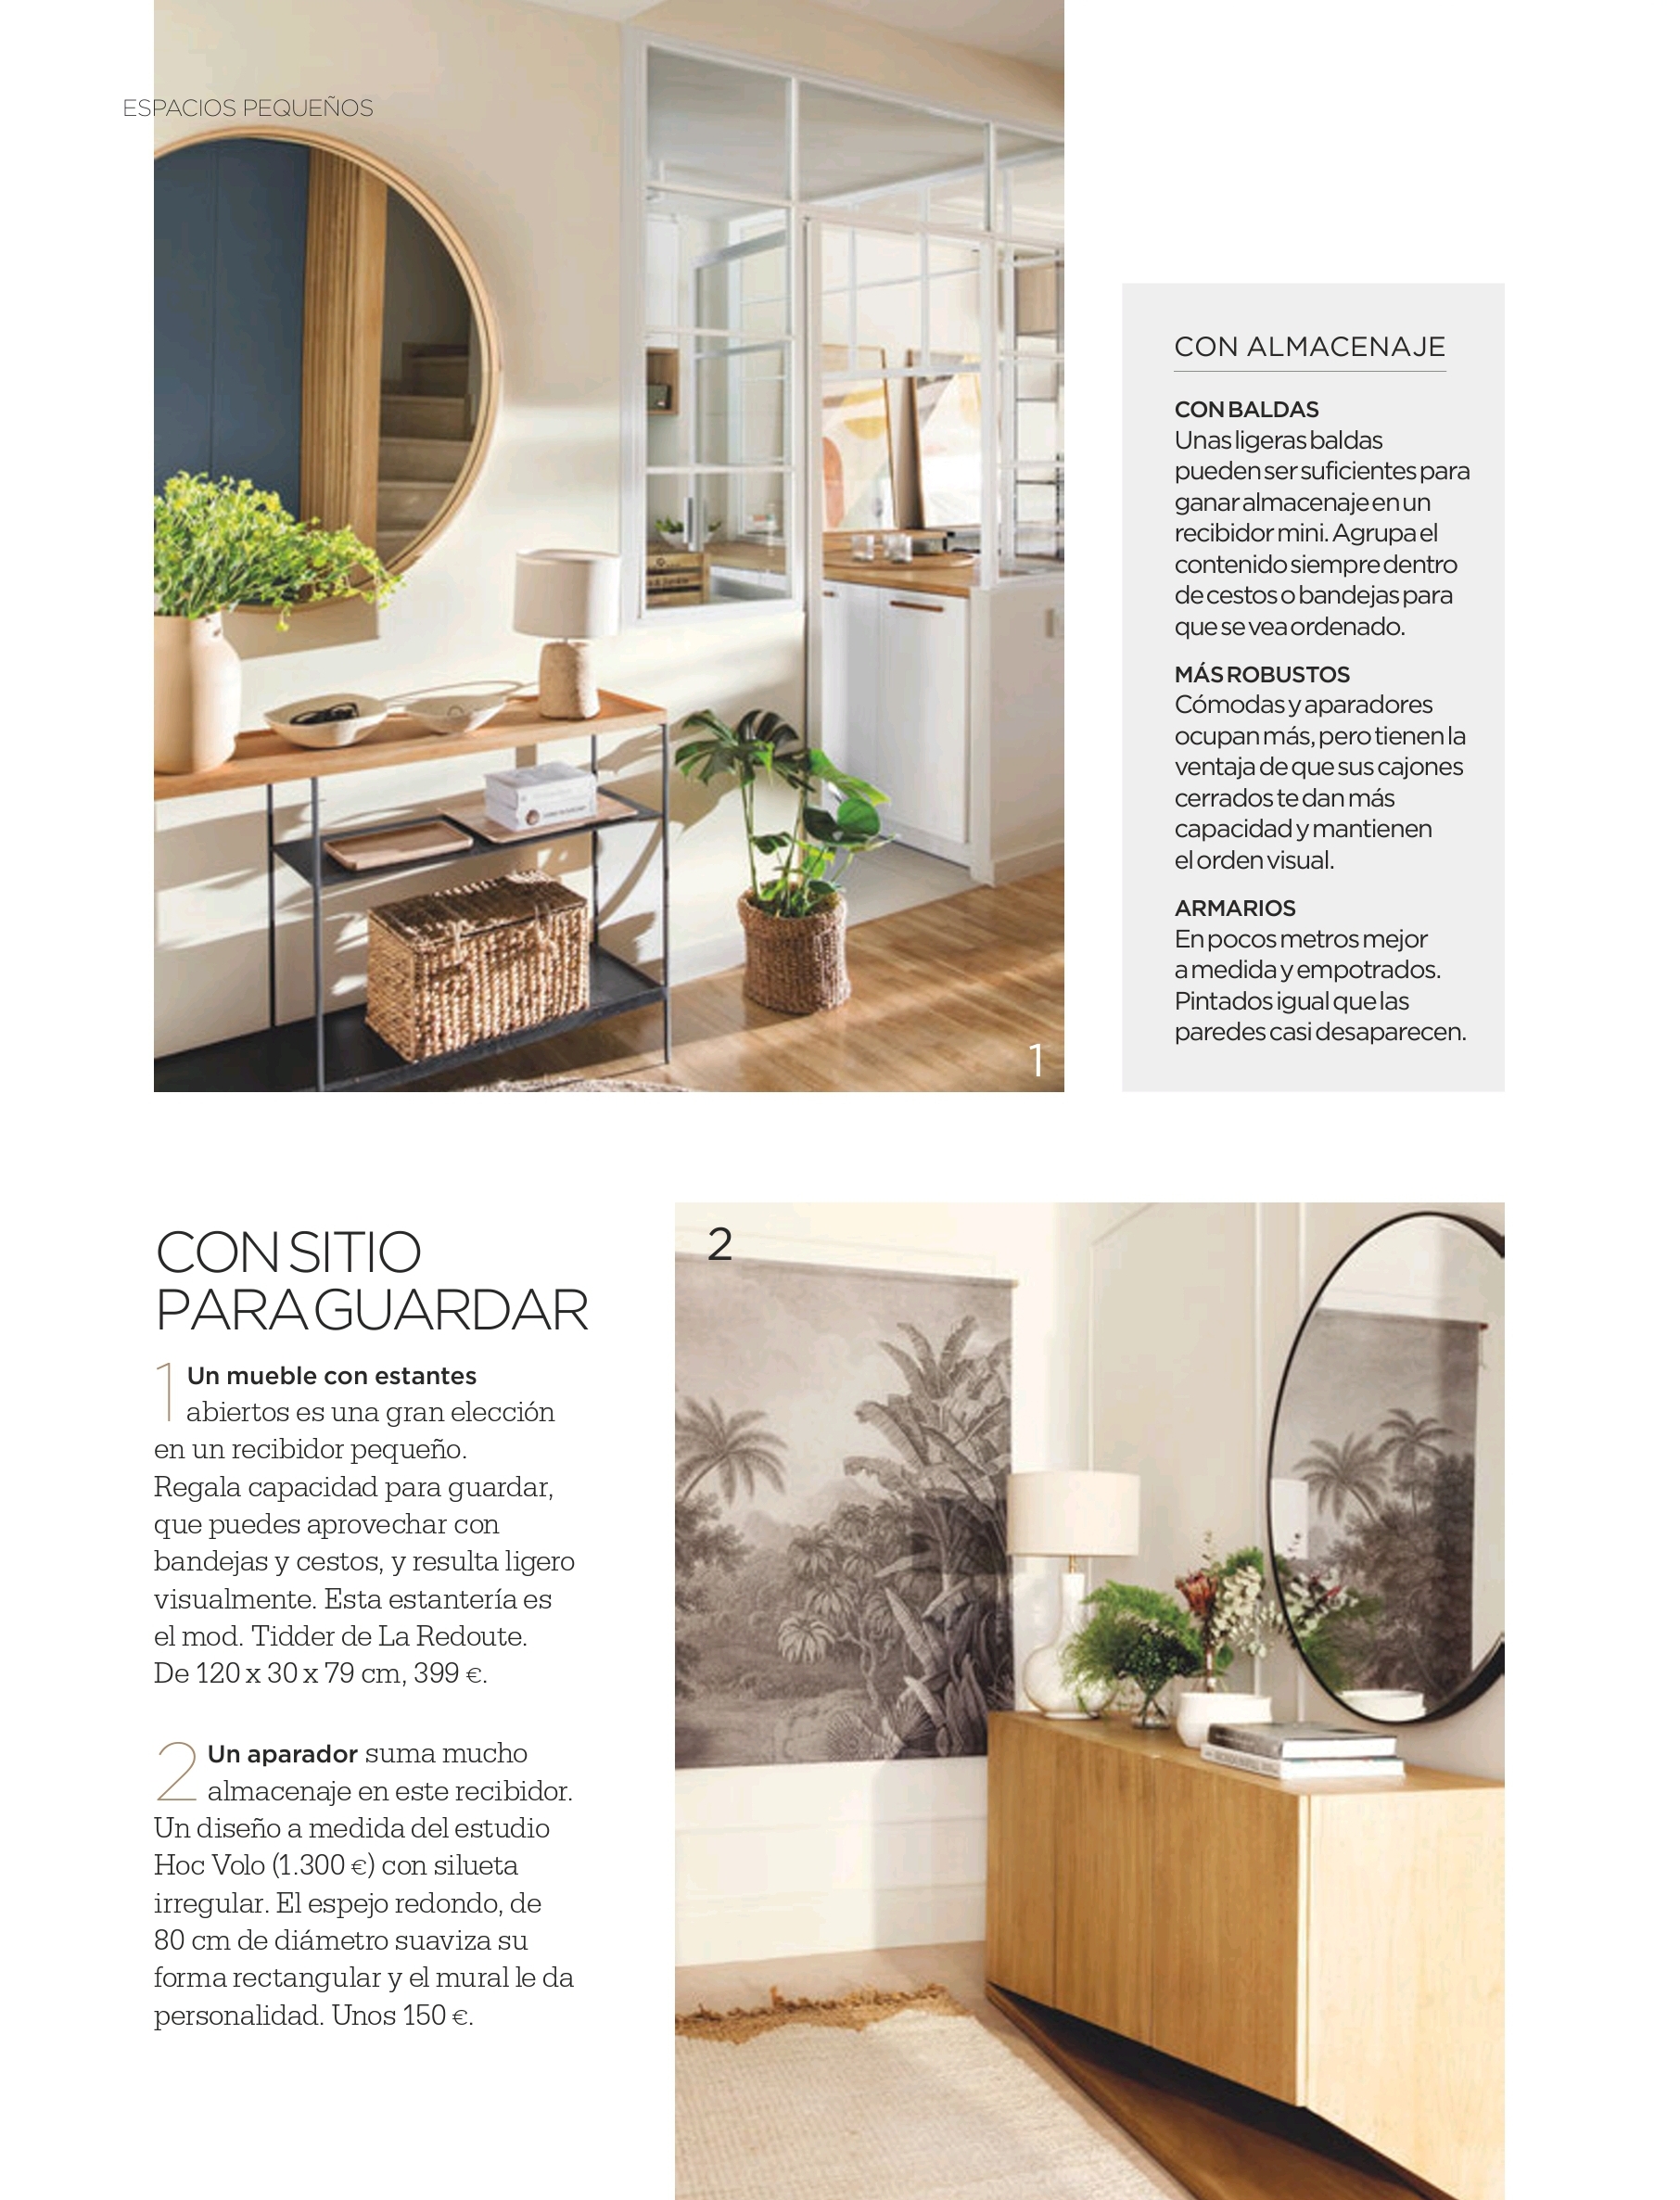 ESPACIOS PEQUEÑOS
1
CON ALMACENAJE
CON BALDAS
Unas ligeras baldas
pueden ser suficientes para
ganar almacenaje en un
recibidor mini. Agrupa el
contenido siempre dentro
de cestos o bandejas para
que se vea ordenado.
MÁS ROBUSTOS
Cómodas y aparadores
ocupan más, pero tienen la
ventaja de que sus cajones
cerrados te dan más
capacidad y mantienen
el orden visual.
ARMARIOS
En pocos metros mejor
a medida y empotrados.
Pintados igual que las
paredes casi desaparecen.
CON SITIO
PARA GUARDAR
1 Un mueble con estantes
abiertos es una gran elección
en un recibidor pequeño.
Regala capacidad para guardar,
que puedes aprovechar con
bandejas y cestos, y resulta ligero
visualmente. Esta estantería es
el mod. Tidder de La Redoute.
De 120 x 30 x 79 cm, 399 €.
2 Un aparador suma mucho
almacenaje en este recibidor.
Un diseño a medida del estudio
Hoc Volo (1.300 €) con silueta
irregular. El espejo redondo, de
80 cm de diámetro suaviza su
forma rectangular y el mural le da
personalidad. Unos 150 €.
2